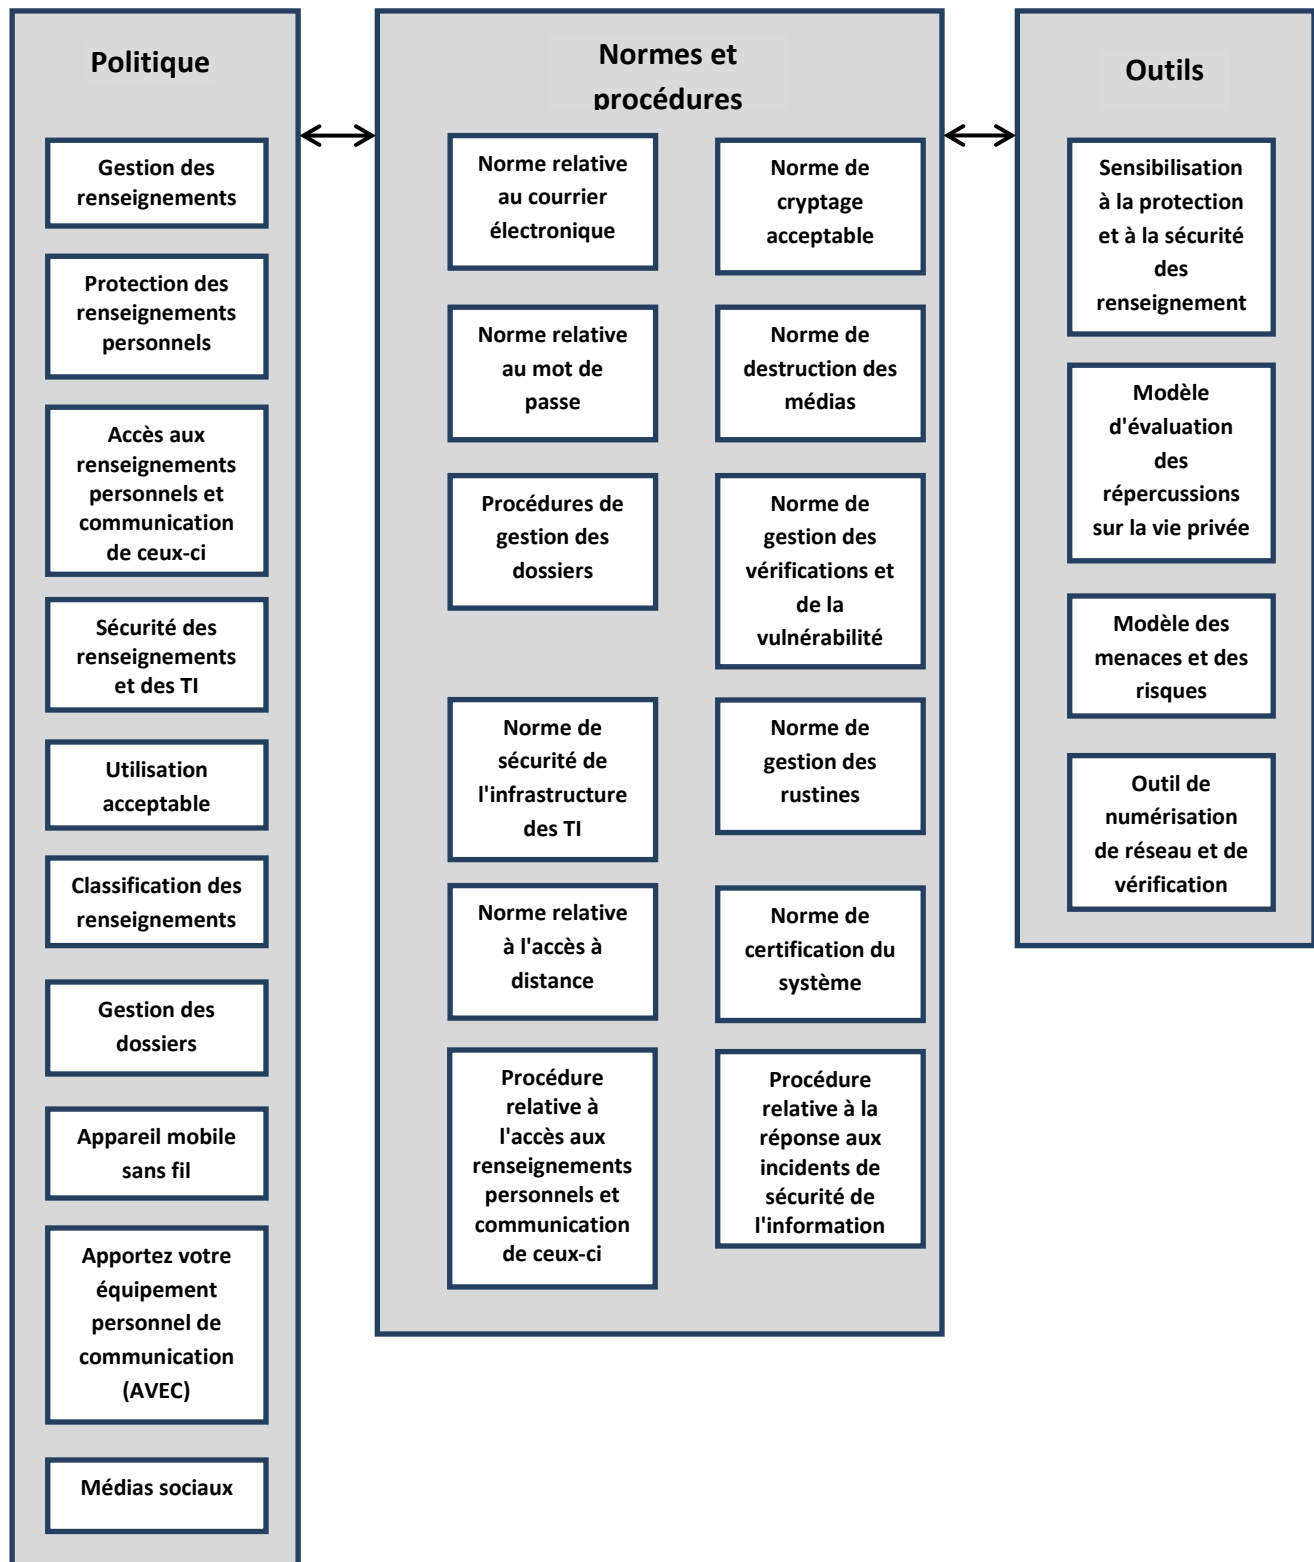 Politique
Gestion des
renseignements
Protection des
renseignements
personnels
Accès aux
renseignements
personnels et
communication
de ceux-ci
Sécurité des
renseignements
et des TI
Utilisation
acceptable
Classification des
renseignements
Gestion des
dossiers
Appareil mobile
sans fil
Apportez votre
équipement
personnel de
communication
(AVEC)
Médias sociaux
Normes et
procédures
Norme relative
au courrier
électronique
Norme de
cryptage
acceptable
Norme relative
au mot de
passe
Norme de
destruction des
médias
Procédures de
gestion des
dossiers
Norme de
gestion des
vérifications et
de la
vulnérabilité
Norme de
sécurité de
l'infrastructure
des TI
Norme de
gestion des
rustines
Norme relative
à l'accès à
distance
Norme de
certification du
système
Procédure
relative à
l'accès aux
renseignements
personnels et
communication
de ceux-ci
Procédure
relative à la
réponse aux
incidents de
sécurité de
l'information
Outils
Sensibilisation
à la protection
et à la sécurité
des
renseignement
Modèle
d'évaluation
des
répercussions
sur la vie privée
Modèle des
menaces et des
risques
Outil de
numérisation
de réseau et de
vérification